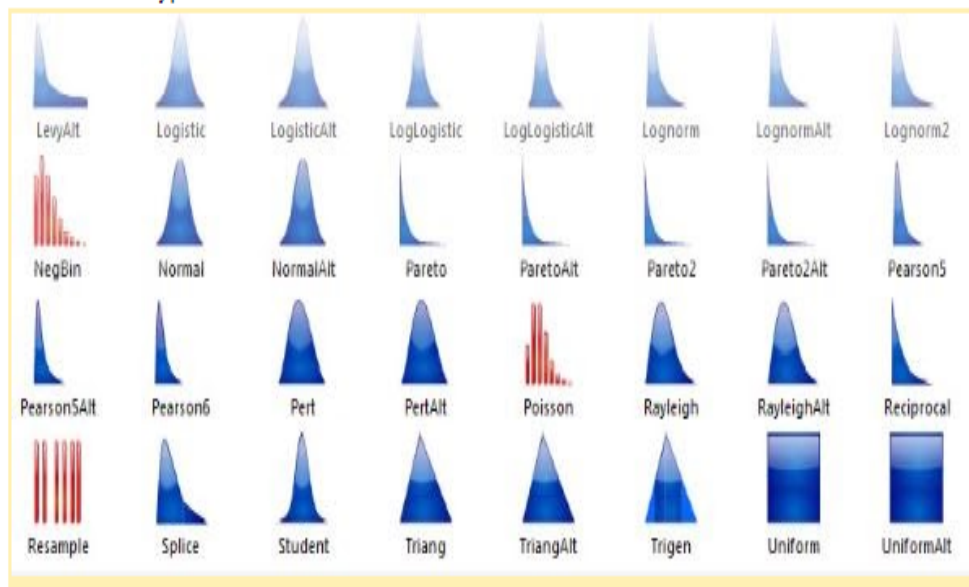 LevyAlt Logistic LogisticAlt LogLogistic LogLogisticAlt Lognorm LognormAlt Lognorm2
NegBin Normal NormalAlt Pareto ParetoAlt Pareto2 Pareto2Alt Pearson5
Pearson5Alt Pearson6 Pert PertAlt Poisson Rayleigh RayleighAlt Reciprocal
Resample Splice Student Triang TriangAlt Trigen Uniform UniformAlt